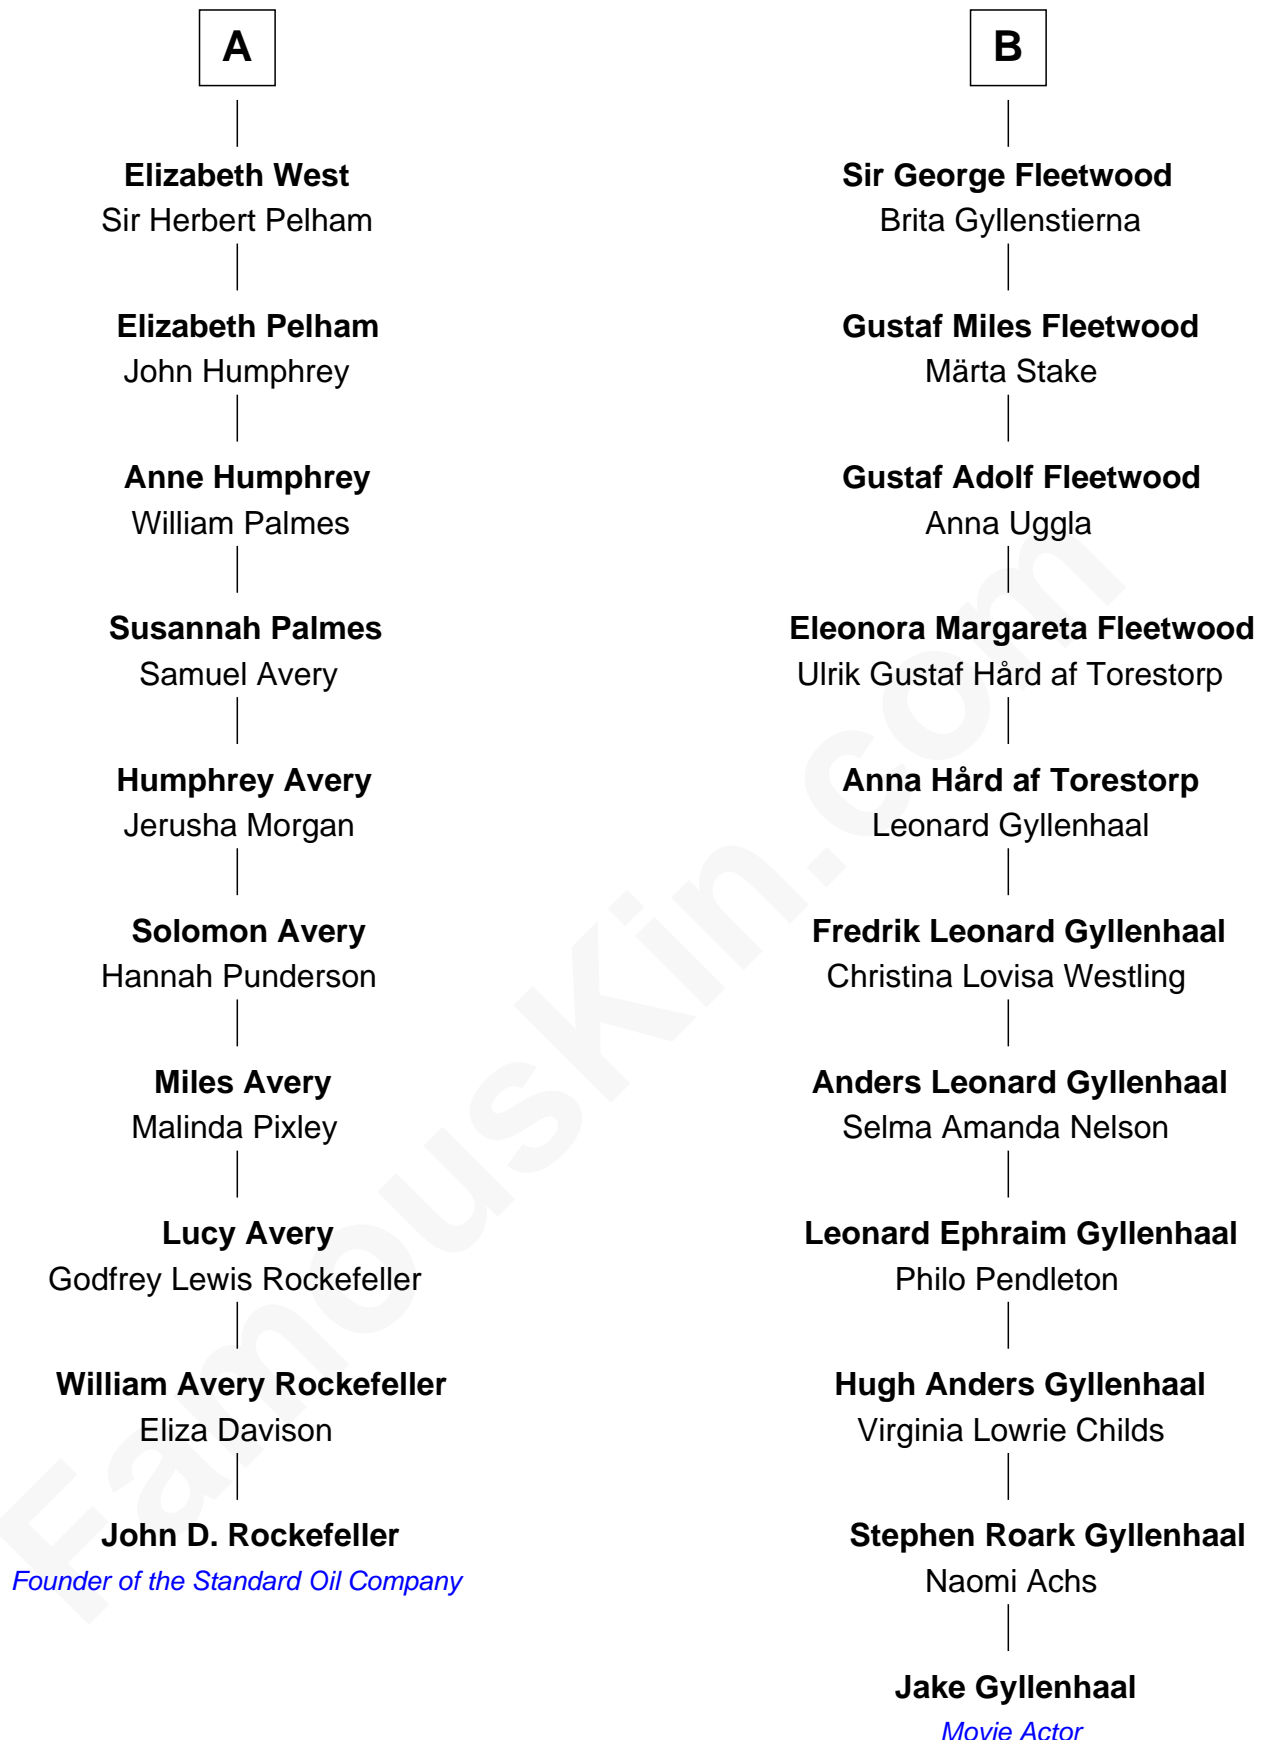 A
Elizabeth West
Sir Herbert Pelham
Elizabeth Pelham
John Humphrey
Anne Humphrey
William Palmes
Susannah Palmes
Samuel Avery
Humphrey Avery
Jerusha Morgan
Solomon Avery
Hannah Punderson
Miles Avery
Malinda Pixley
Lucy Avery
Godfrey Lewis Rockefeller
William Avery Rockefeller
Eliza Davison
John D. Rockefeller
Founder of the Standard Oil Company
B
Sir George Fleetwood
Brita Gyllenstierna
Gustaf Miles Fleetwood
Märta Stake
Gustaf Adolf Fleetwood
Anna Uggla
Eleonora Margareta Fleetwood
Ulrik Gustaf Hård af Torestorp
Anna Hård af Torestorp
Leonard Gyllenhaal
Fredrik Leonard Gyllenhaal
Christina Lovisa Westling
Anders Leonard Gyllenhaal
Selma Amanda Nelson
Leonard Ephraim Gyllenhaal
Philo Pendleton
Hugh Anders Gyllenhaal
Virginia Lowrie Childs
Stephen Roark Gyllenhaal
Naomi Achs
Jake Gyllenhaal
Movie Actor
FamousKin.com